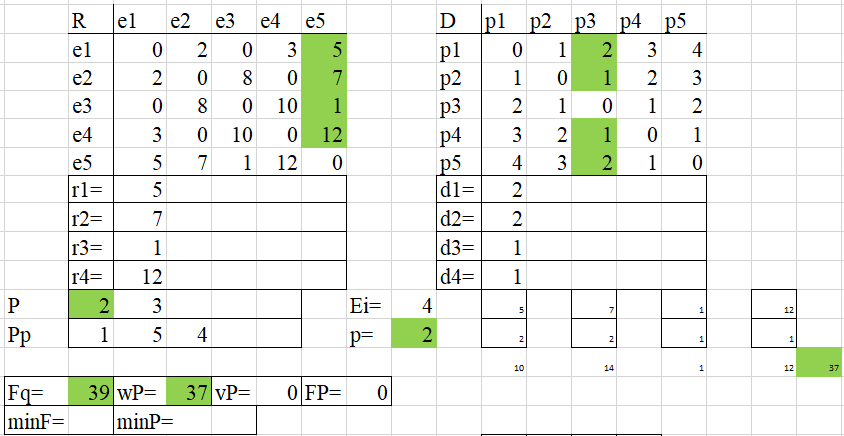 R e1 e2 e3 e4 e5 D p1 p2 p3 p4 p5
e1 0 2 0 3 5 p1 0 1 2 3 4
e2 2 0 8 0 7 p2 1 0 1 2 3
e3 0 8 0 10 1 p3 2 1 0 1 2
e4 3 0 10 0 12 p4 3 2 1 0 1
e5 5 7 1 12 0 p5 4 3 2 1 0
r1= 5 d1= 2
r2= 7 d2= 2
r3= 1 d3= 1
r4= 12 d4= 1
P 2 3 Ei= 4 5 7 1 12
Pp 1 5 4 p= 2 2 2 1 1
10 14 1 12 37
Fq= 39 wP= 37 vP= 0 FP= 0
minF= minP=